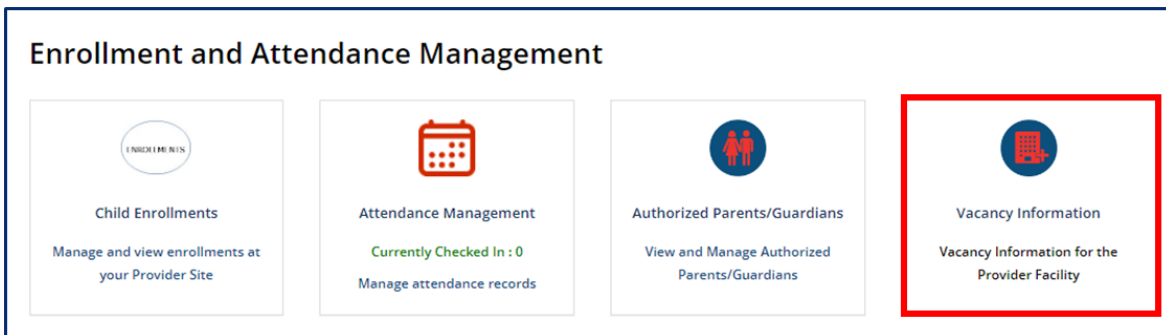 Enrollment and Attendance Management
ENROLLMENTS
Child Enrollments
Manage and view enrollments at
your Provider Site
Attendance Management
Currently Checked In : 0
Manage attendance records
Authorized Parents/Guardians
View and Manage Authorized
Parents/Guardians
Vacancy Information
Vacancy Information for the
Provider Facility